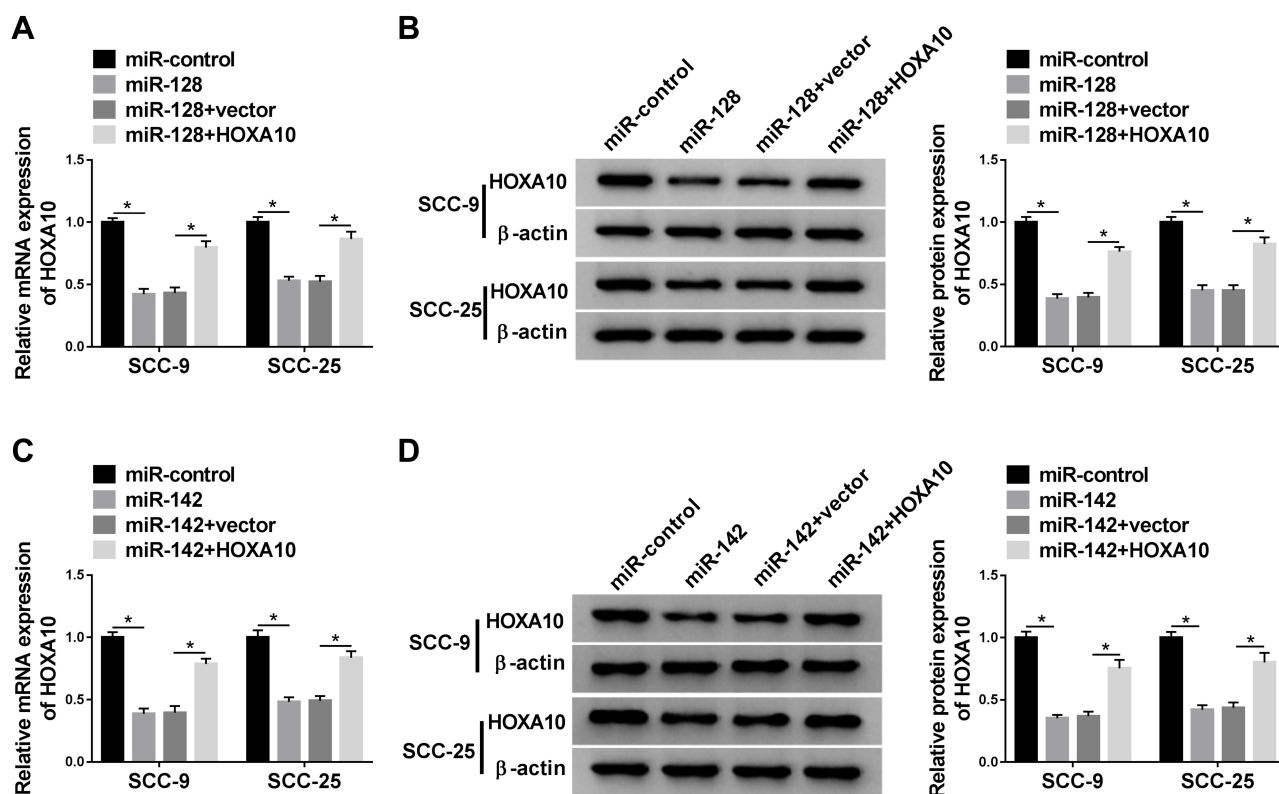 A
miR-control
miR-128
miR-128+vector
miR-128+HOXA10
Relative mRNA expression
of HOXA10
1.5
1.0
0.5
0.0
*
*
*
*
SCC-9
SCC-25
B
miR-control
miR-128
miR-128+vector
miR-128+HOXA10
SCC-9
HOXA10
β-actin
SCC-25
HOXA10
β-actin
miR-control
miR-128
miR-128+vector
miR-128+HOXA10
Relative protein expression
of HOXA10
1.5
1.0
0.5
0.0
*
*
*
*
SCC-9
SCC-25
C
miR-control
miR-142
miR-142+vector
miR-142+HOXA10
Relative mRNA expression
of HOXA10
1.5
1.0
0.5
0.0
*
*
*
*
SCC-9
SCC-25
D
miR-control
miR-142
miR-142+vector
miR-142+HOXA10
SCC-9
HOXA10
β-actin
SCC-25
HOXA10
β-actin
miR-control
miR-142
miR-142+vector
miR-142+HOXA10
Relative protein expression
of HOXA10
1.5
1.0
0.5
0.0
*
*
*
*
SCC-9
SCC-25